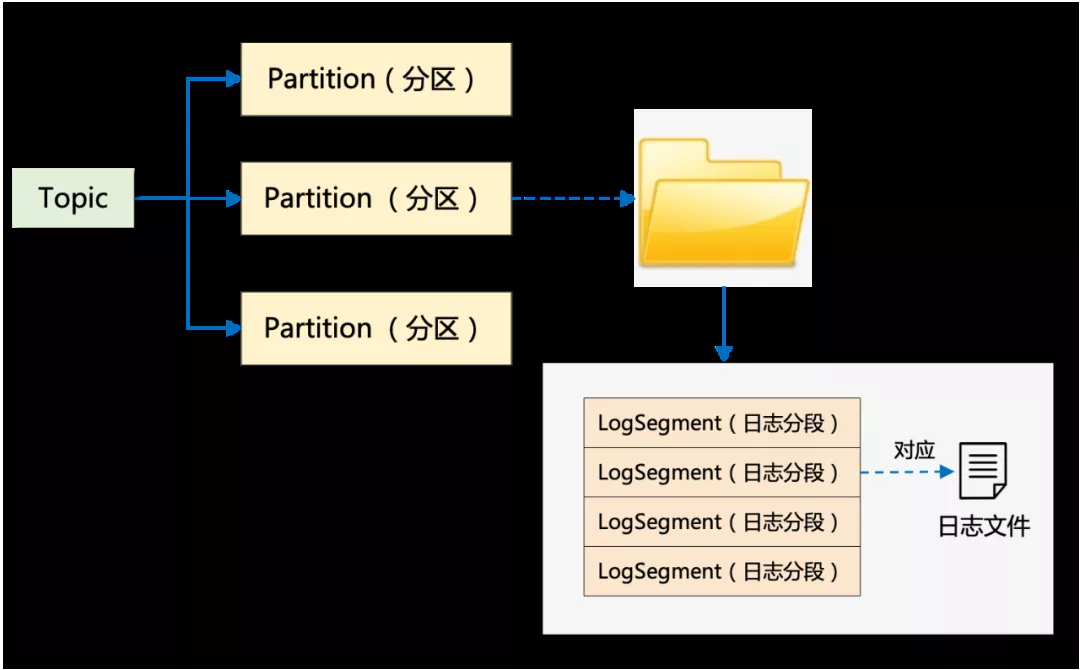 Partition（分区）
Topic
Partition （分区）
Partition （分区）
LogSegment（日志分段）
LogSegment（日志分段）
LogSegment（日志分段）
LogSegment（日志分段）
对应
日志文件